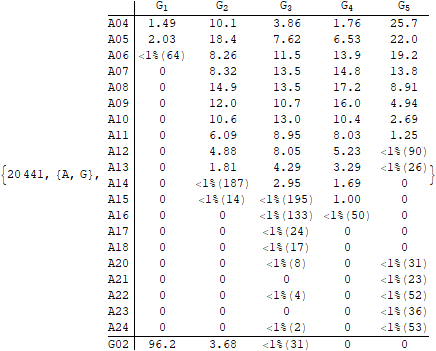 G₁ G₂ G₃ G₄ G₅
A04 1.49 10.1 3.86 1.76 25.7
A05 2.03 18.4 7.62 6.53 22.0
A06 <1%(64) 8.26 11.5 13.9 19.2
A07 0 8.32 13.5 14.8 13.8
A08 0 14.9 13.5 17.2 8.91
A09 0 12.0 10.7 16.0 4.94
A10 0 10.6 13.0 10.4 2.69
A11 0 6.09 8.95 8.03 1.25
A12 0 4.88 8.05 5.23 <1%(90)
A13 0 1.81 4.29 3.29 <1%(26)
{20441, {A, G}, A14 0 <1%(187) 2.95 1.69 0 }
A15 0 <1%(14) <1%(195) 1.00 0
A16 0 0 <1%(133) <1%(50) 0
A17 0 0 <1%(24) 0 0
A18 0 0 <1%(17) 0 0
A20 0 0 <1%(8) 0 <1%(31)
A21 0 0 0 0 <1%(23)
A22 0 0 <1%(4) 0 <1%(52)
A23 0 0 0 0 <1%(36)
A24 0 0 <1%(2) 0 <1%(53)
G02 96.2 3.68 <1%(31) 0 0